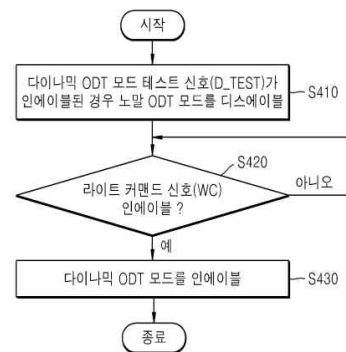 시작
다이나믹 ODT 모드 테스트 신호(D_TEST)가
인에이블된 경우 노말 ODT 모드를 디스에이블
S410
S420
라이트 커맨드 신호(WC)
인에이블 ?
아니오
예
다이나믹 ODT 모드를 인에이블
S430
종료